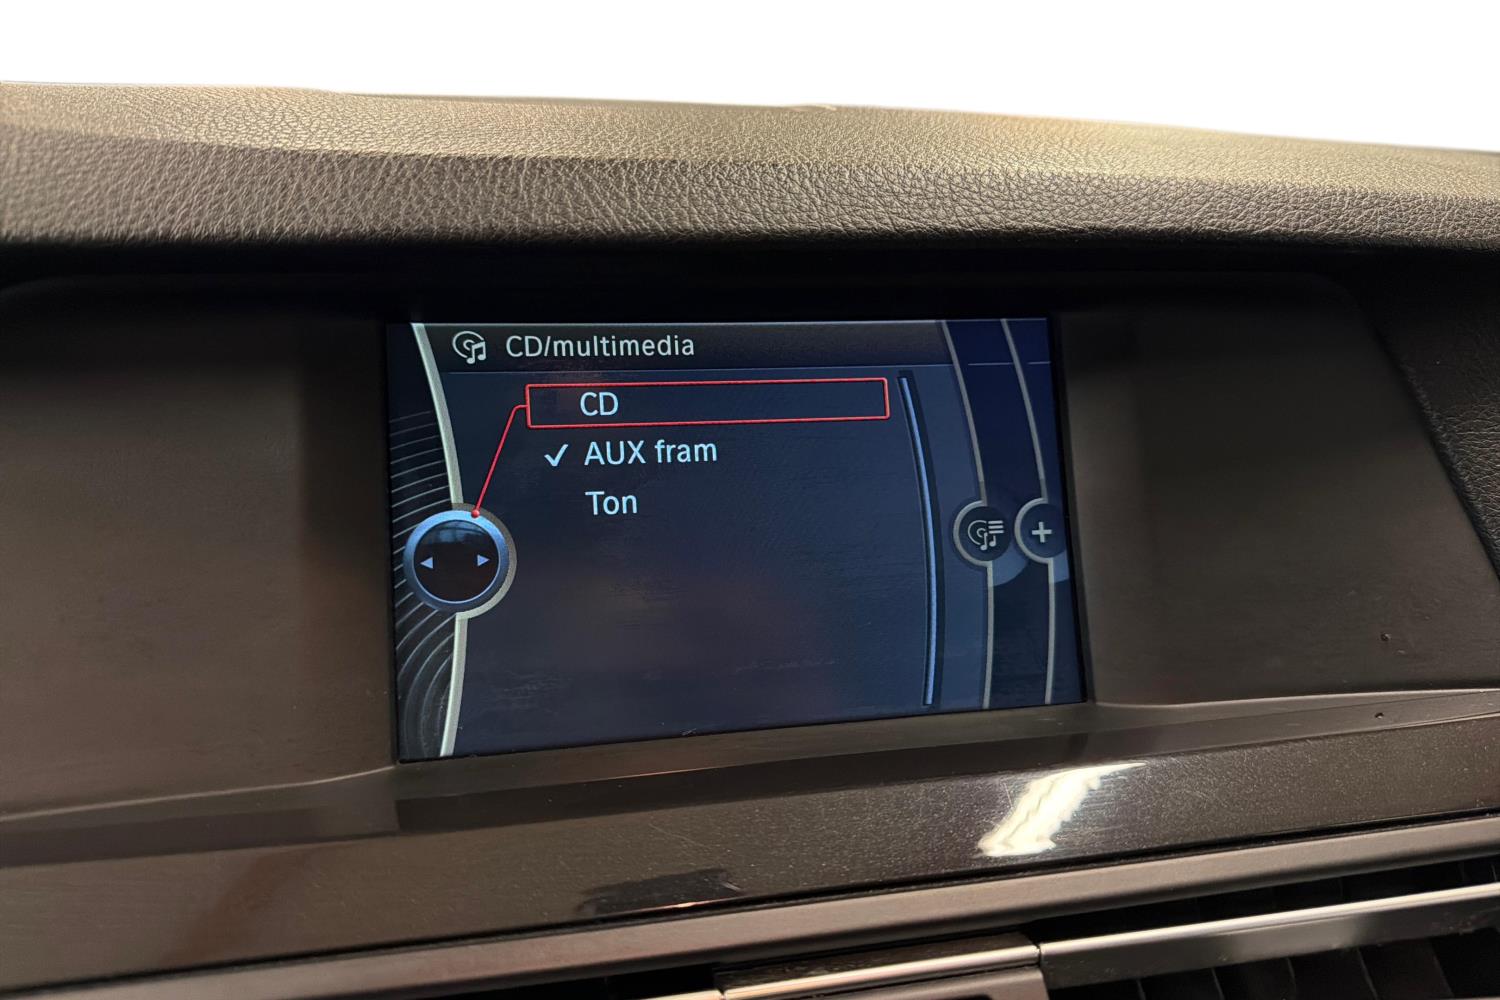 CD/multimedia
CD
✓ AUX fram
Ton